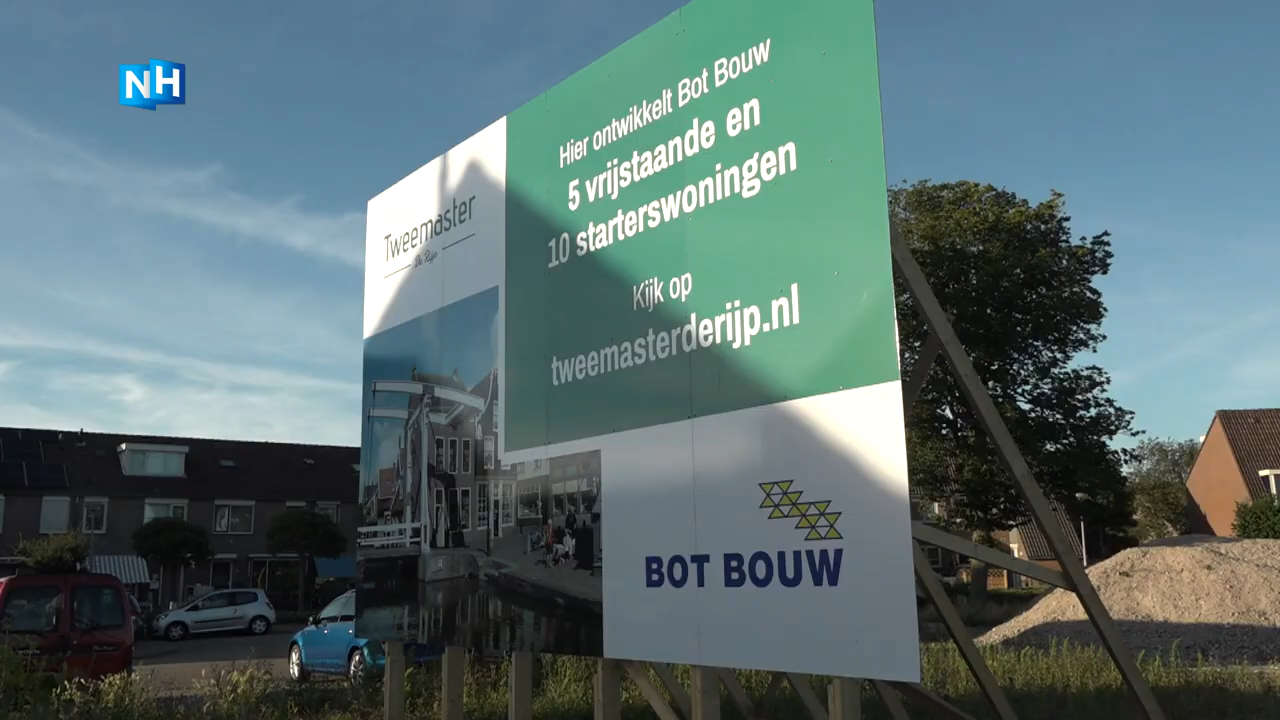 NH
Hier ontwikkelt Bot Bouw
5 vrijstaande en
10 starterswoningen
Kijk op
tweemasterderijp.nl
Tweemaster
De Rijp
BOT BOUW